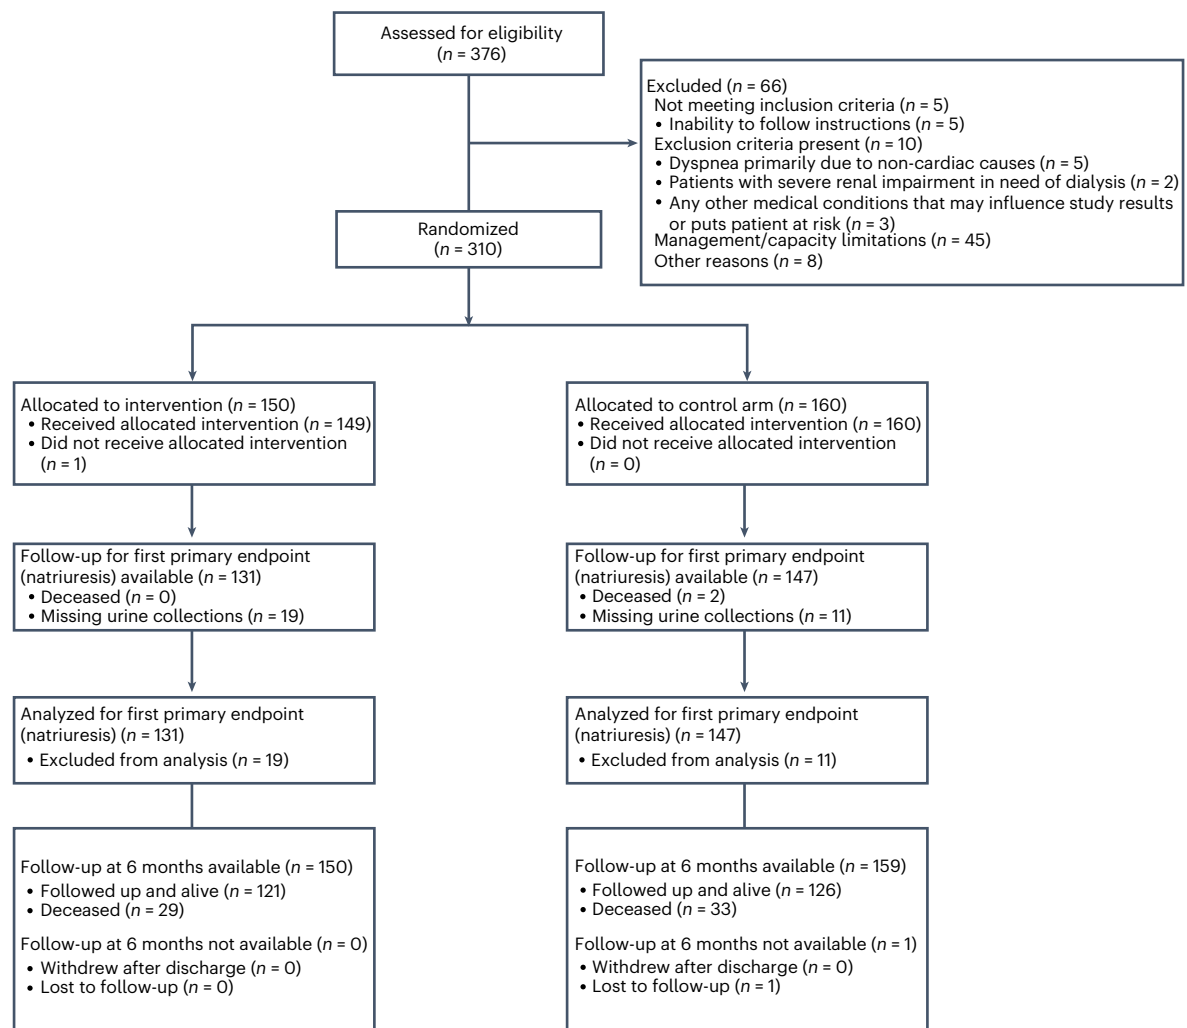 Assessed for eligibility
(n = 376)
Excluded (n = 66)
Not meeting inclusion criteria (n = 5)
• Inability to follow instructions (n = 5)
Exclusion criteria present (n = 10)
• Dyspnea primarily due to non-cardiac causes (n = 5)
• Patients with severe renal impairment in need of dialysis (n = 2)
• Any other medical conditions that may influence study results
or puts patient at risk (n = 3)
Management/capacity limitations (n = 45)
Other reasons (n = 8)
Randomized
(n = 310)
Allocated to intervention (n = 150)
• Received allocated intervention (n = 149)
• Did not receive allocated intervention
(n = 1)
Allocated to control arm (n = 160)
• Received allocated intervention (n = 160)
• Did not receive allocated intervention
(n = 0)
Follow-up for first primary endpoint
(natriuresis) available (n = 131)
• Deceased (n = 0)
• Missing urine collections (n = 19)
Follow-up for first primary endpoint
(natriuresis) available (n = 147)
• Deceased (n = 2)
• Missing urine collections (n = 11)
Analyzed for first primary endpoint
(natriuresis) (n = 131)
• Excluded from analysis (n = 19)
Analyzed for first primary endpoint
(natriuresis) (n = 147)
• Excluded from analysis (n = 11)
Follow-up at 6 months available (n = 150)
• Followed up and alive (n = 121)
• Deceased (n = 29)
Follow-up at 6 months not available (n = 0)
• Withdrew after discharge (n = 0)
• Lost to follow-up (n = 0)
Follow-up at 6 months available (n = 159)
• Followed up and alive (n = 126)
• Deceased (n = 33)
Follow-up at 6 months not available (n = 1)
• Withdrew after discharge (n = 0)
• Lost to follow-up (n = 1)